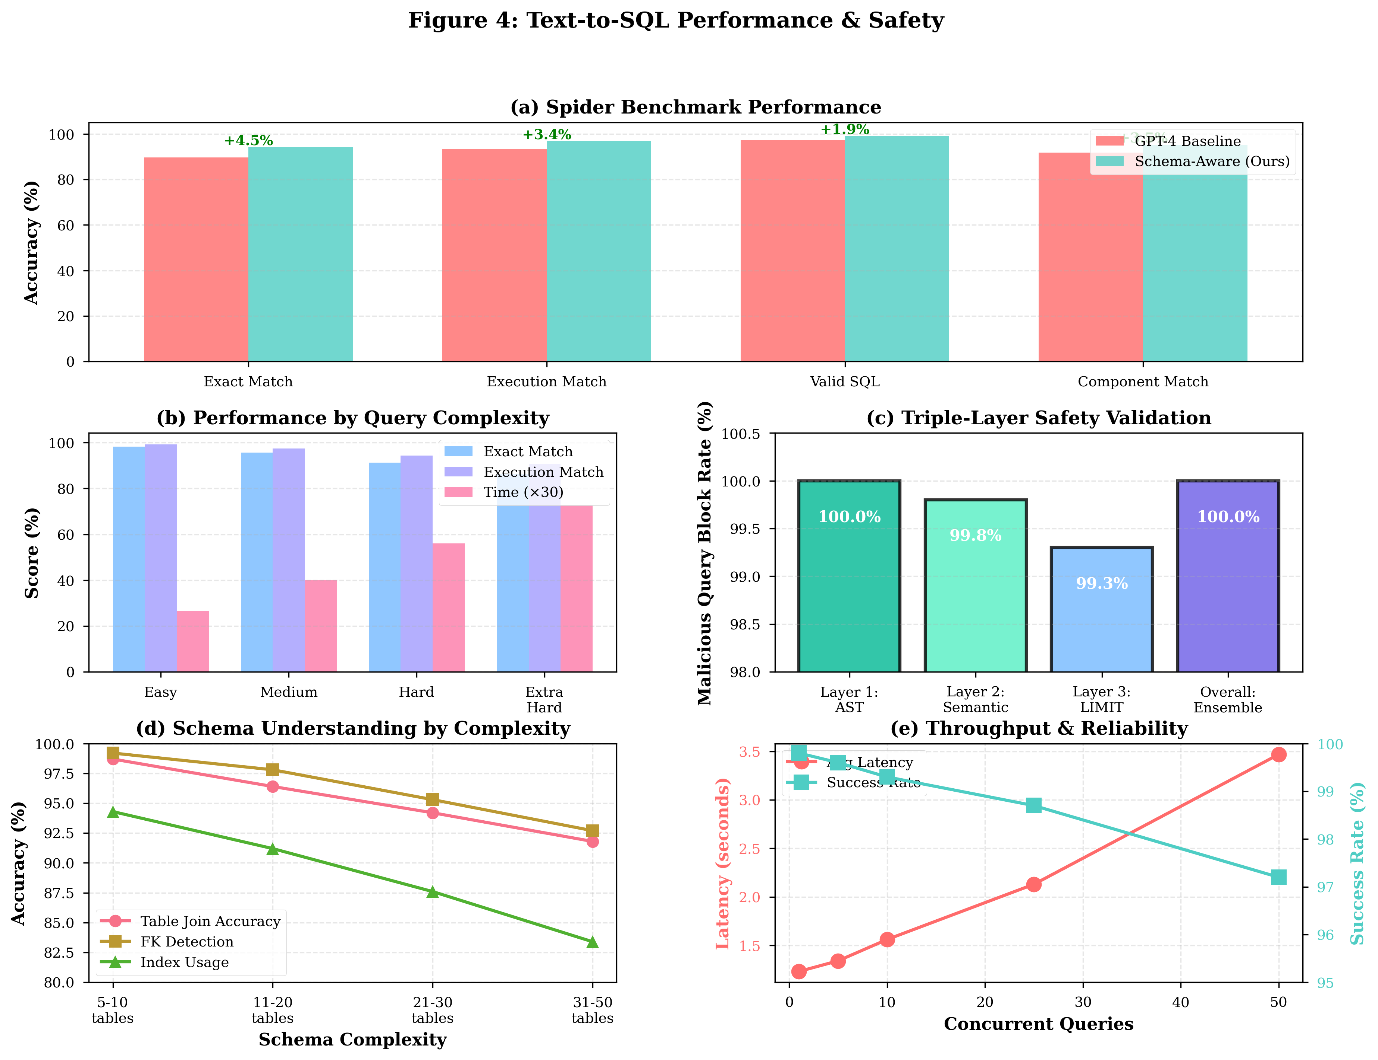 Figure 4: Text-to-SQL Performance & Safety
(a) Spider Benchmark Performance
Accuracy (%)
100
80
60
40
20
0
+4.5%
+3.4%
+1.9%
GPT-4 Baseline
Schema-Aware (Ours)
Exact Match
Execution Match
Valid SQL
Component Match
(b) Performance by Query Complexity
Score (%)
100
80
60
40
20
0
Exact Match
Execution Match
Time (×30)
Easy
Medium
Hard
Extra
Hard
(c) Triple-Layer Safety Validation
Malicious Query Block Rate (%)
100.5
100.0
99.5
99.0
98.5
98.0
100.0%
99.8%
99.3%
100.0%
Layer 1:
AST
Layer 2:
Semantic
Layer 3:
LIMIT
Overall:
Ensemble
(d) Schema Understanding by Complexity
Accuracy (%)
100.0
97.5
95.0
92.5
90.0
87.5
85.0
82.5
80.0
Table Join Accuracy
FK Detection
Index Usage
5-10
tables
11-20
tables
21-30
tables
31-50
tables
Schema Complexity
(e) Throughput & Reliability
Latency (seconds)
3.5
3.0
2.5
2.0
1.5
Avg Latency
Success Rate
100
99
98
97
96
95
Success Rate (%)
0
10
20
30
40
50
Concurrent Queries